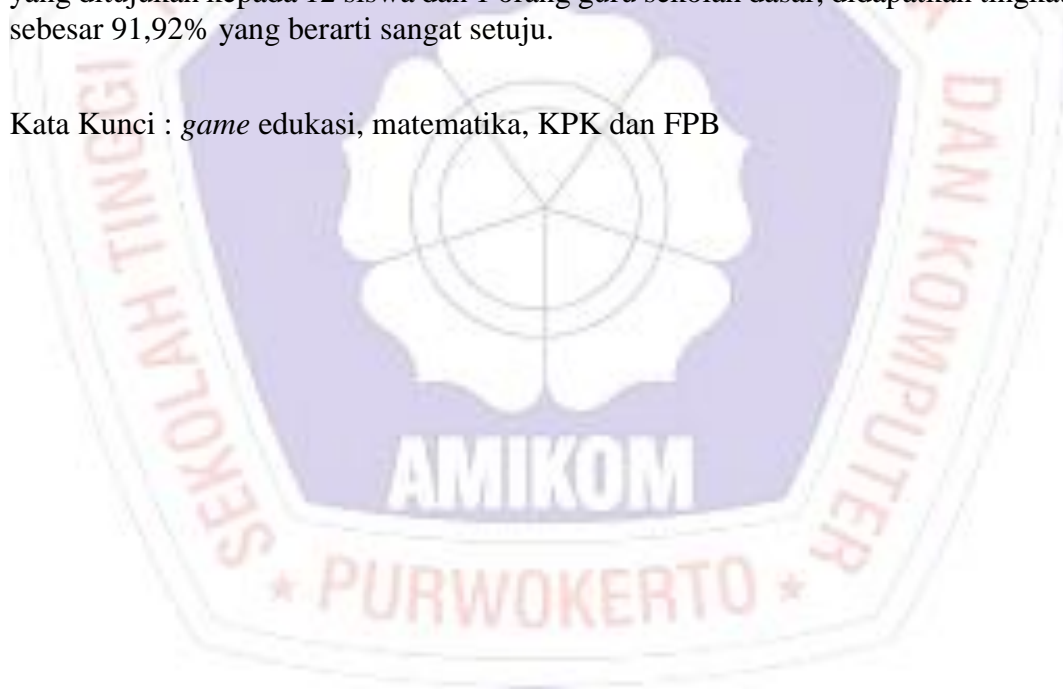 yang ditujukan kepada 12 siswa dan 1 orang guru sekolah dasar, didapatkan tingkat
sebesar 91,92% yang berarti sangat setuju.
Kata Kunci : game edukasi, matematika, KPK dan FPB
SEKOLAH TINGGI
DAN KOMPUTER
AMIKOM
* PURWOKERTO *